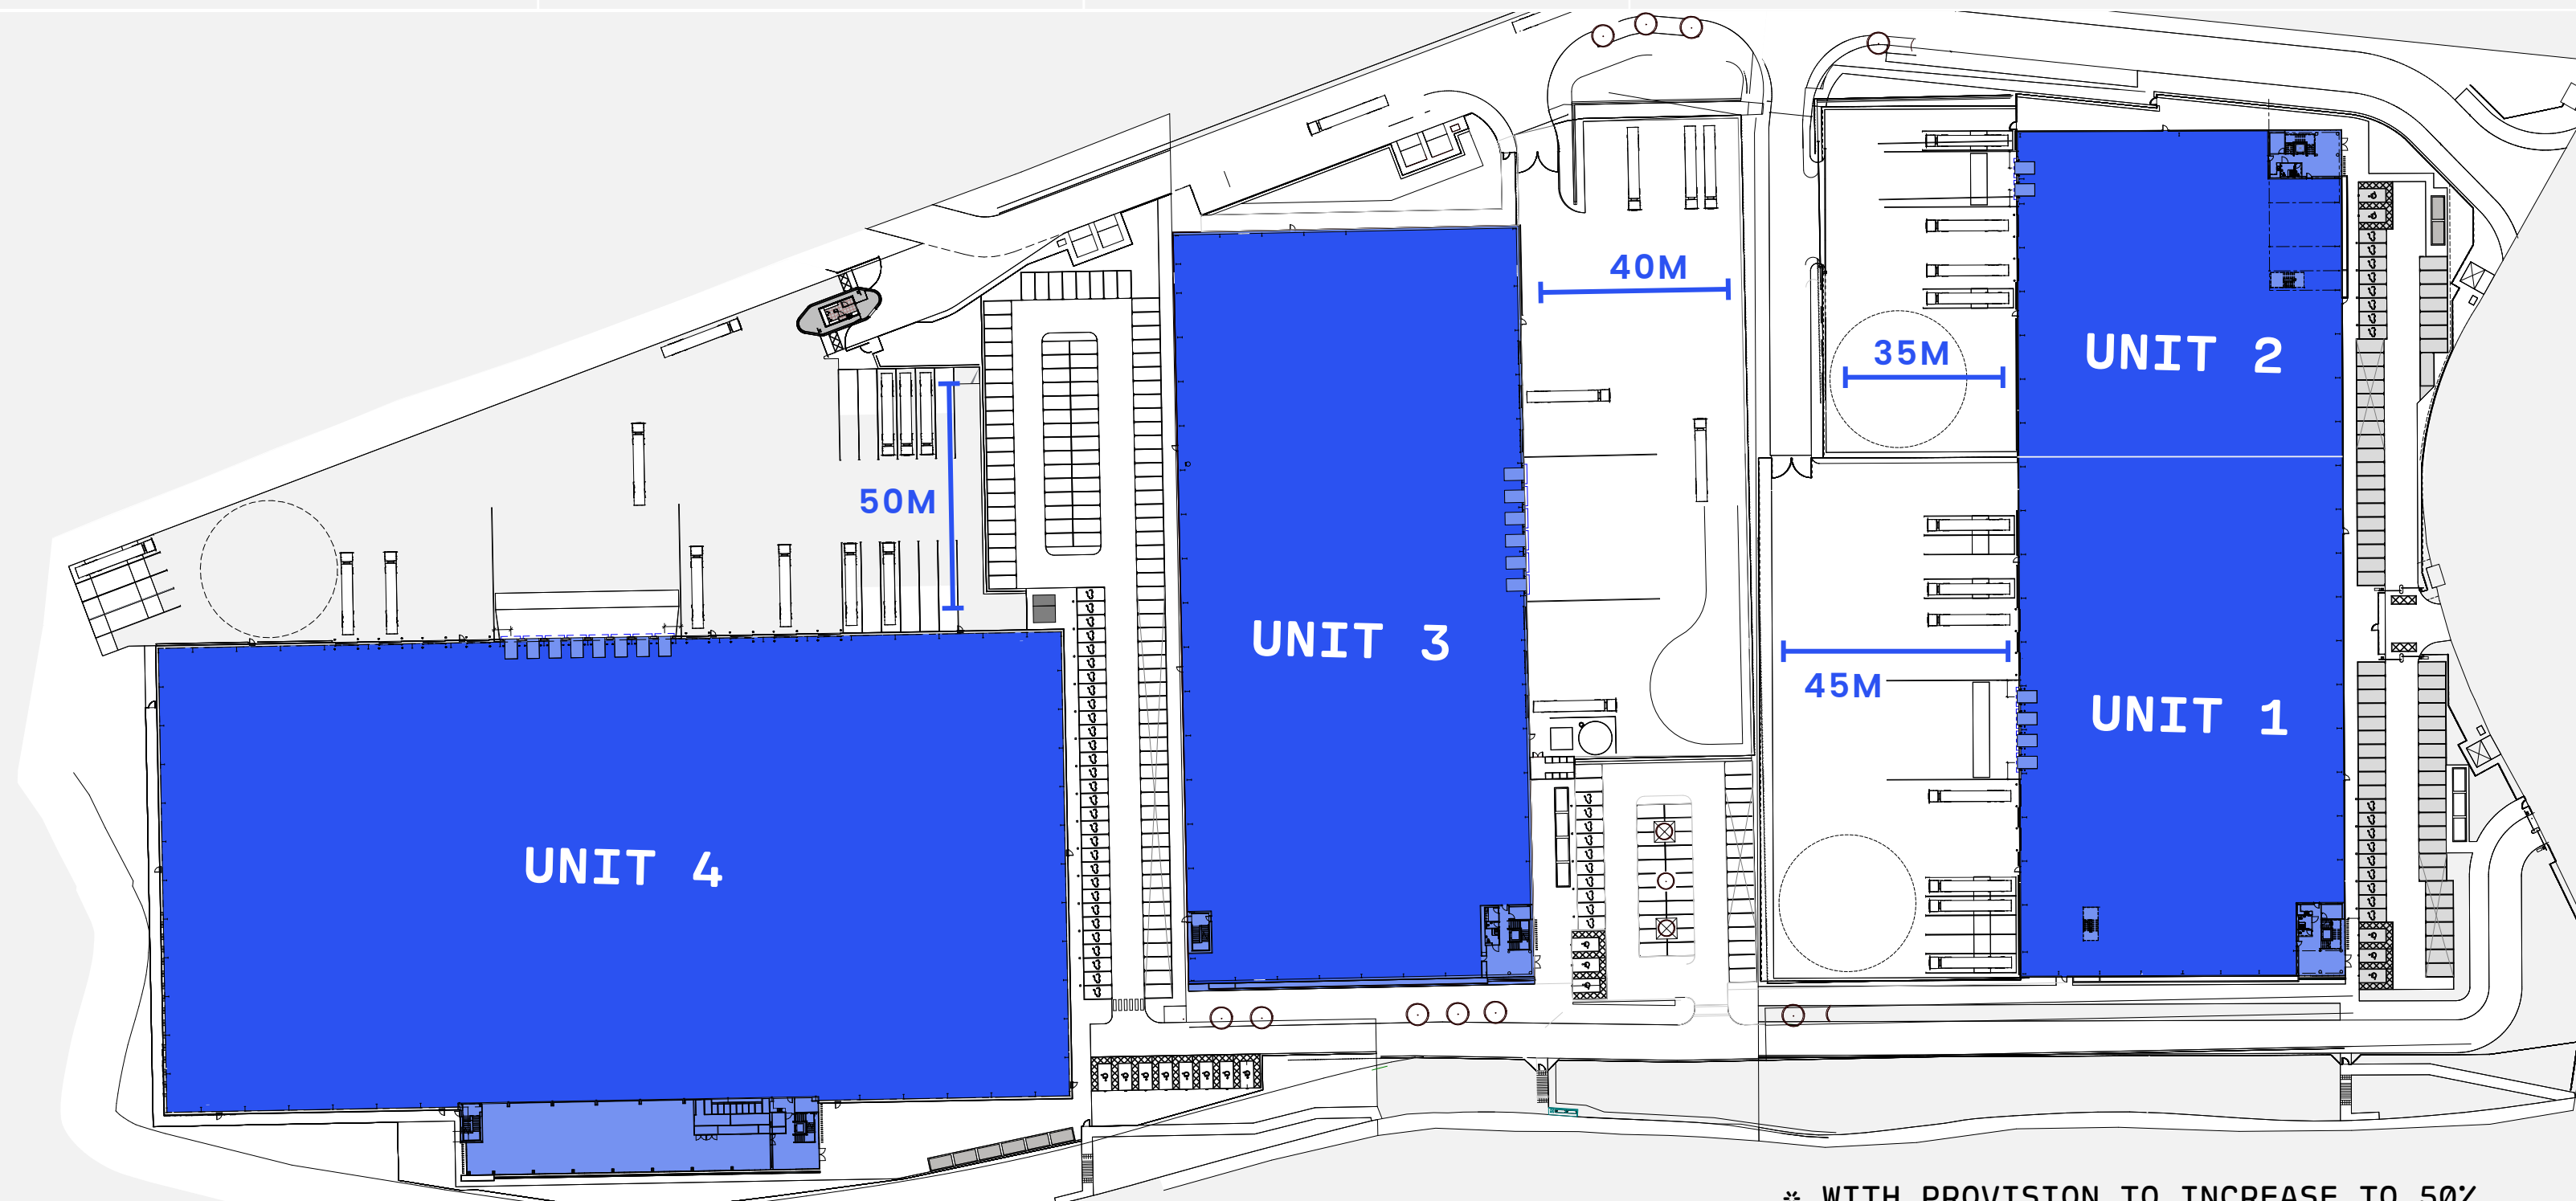 40M
35M
UNIT 2
50M
UNIT 3
45M
UNIT 1
UNIT 4
* WITH PROVISION TO INCREASE TO 50%